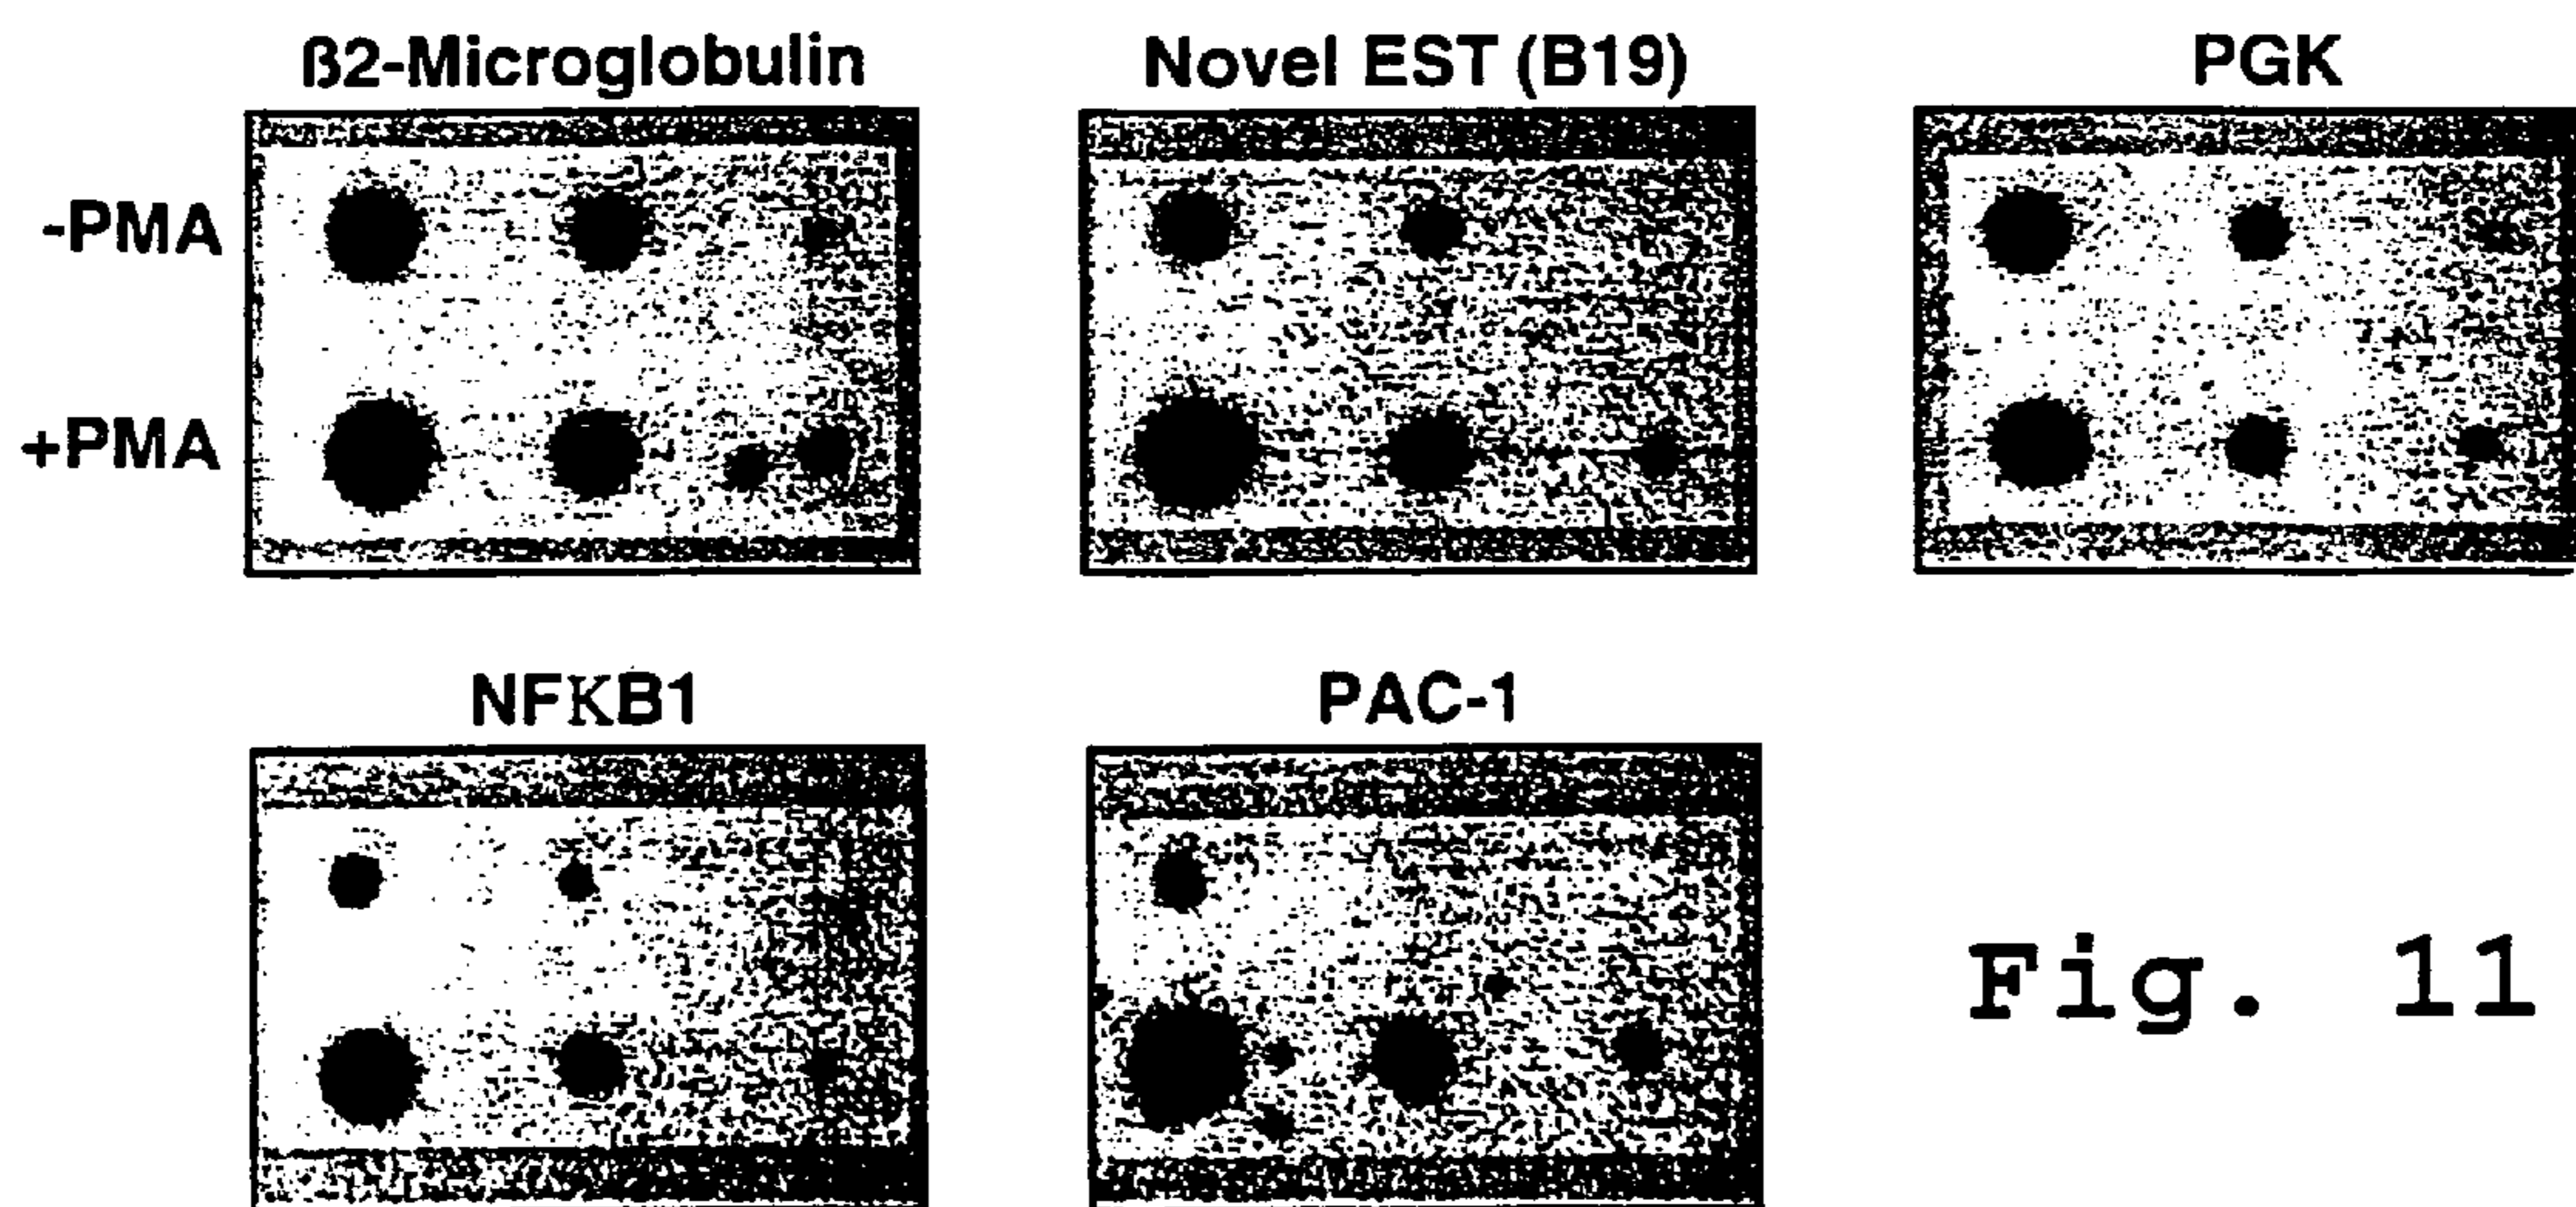 ß2-Microglobulin
Novel EST (B19)
PGK
-PMA
+PMA
NFKB1
PAC-1
Fig. 11